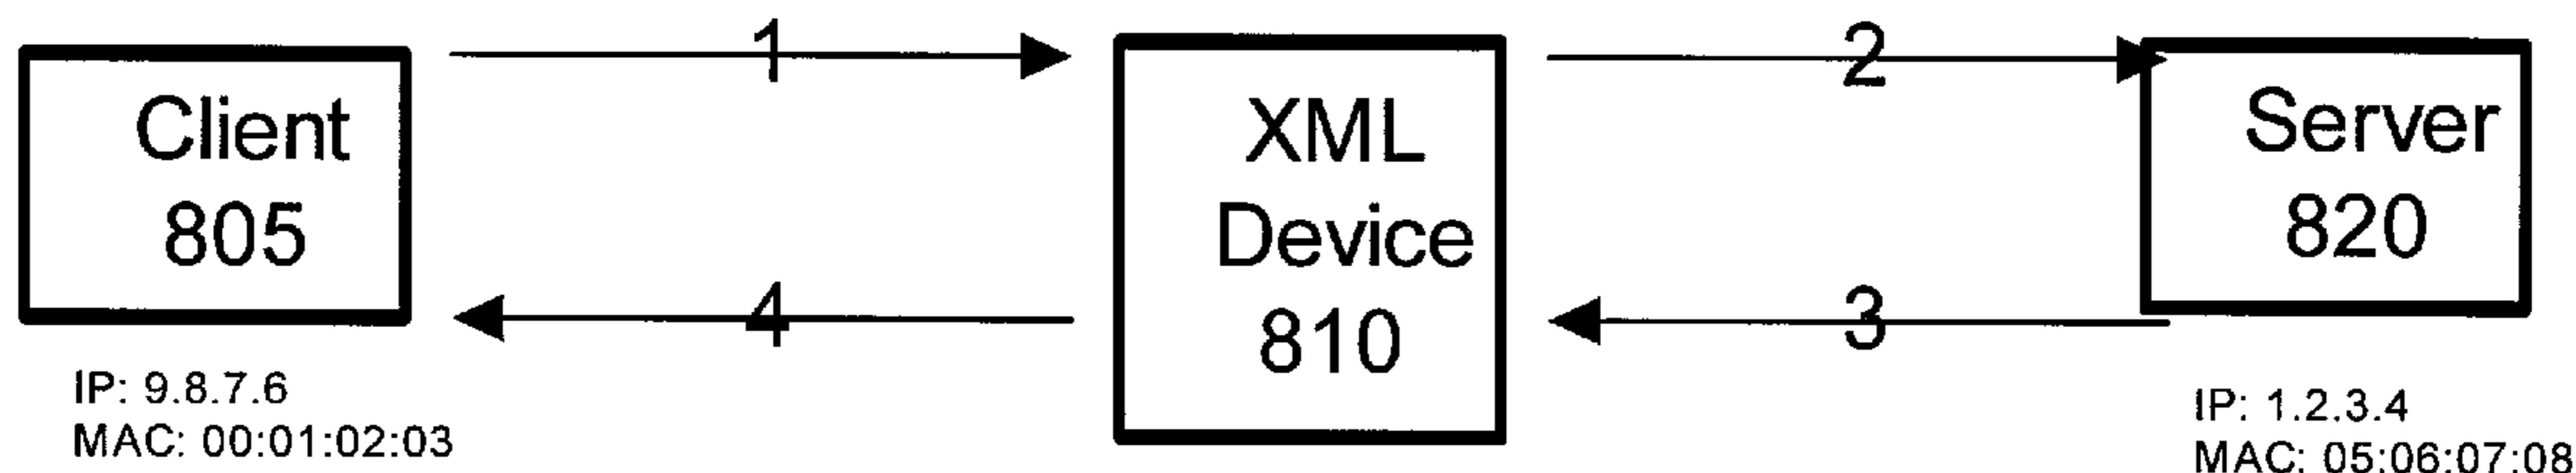 1
2
Client
805
XML
Device
810
Server
820
4
3
IP: 9.8.7.6
MAC: 00:01:02:03
IP: 1.2.3.4
MAC: 05:06:07:08